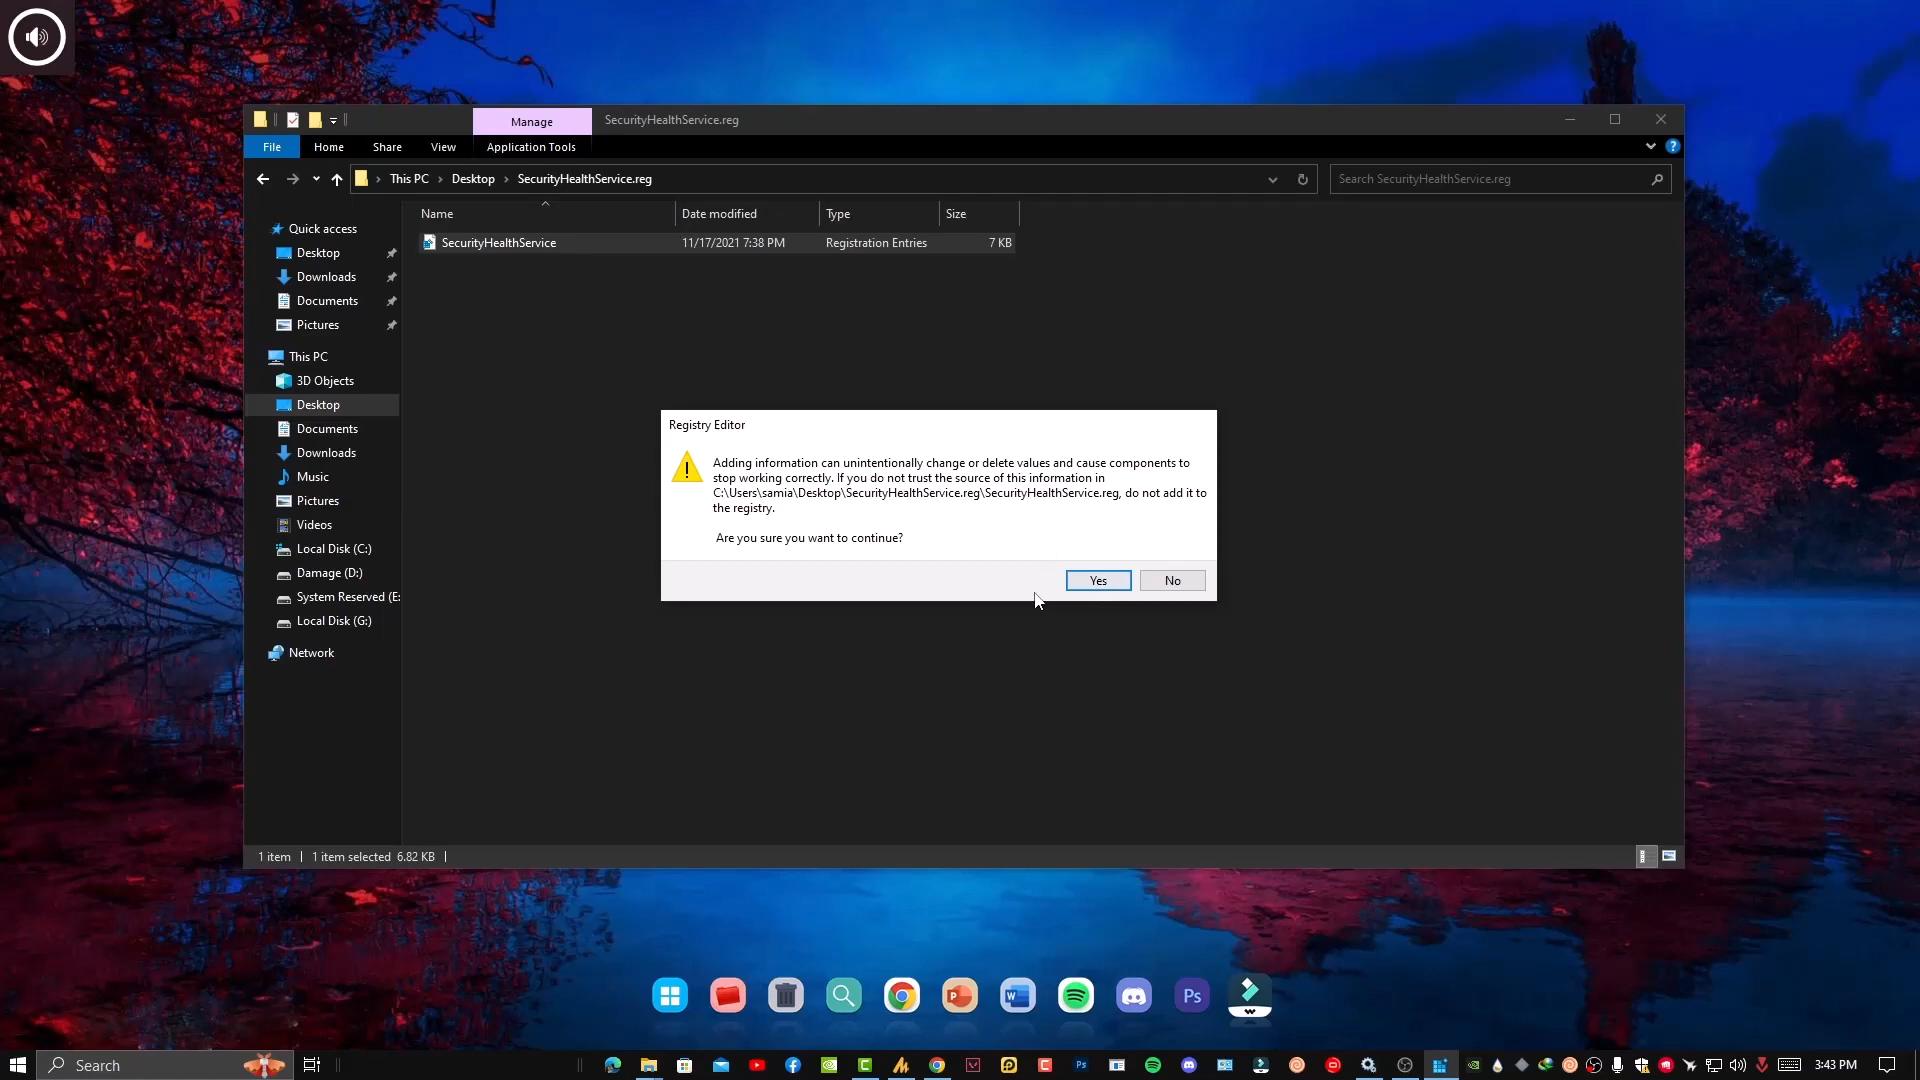 Manage
SecurityHealthService.reg
File
Home
Share
View
Application Tools
?
This PC
Desktop
SecurityHealthService.reg
Search SecurityHealthService.reg
Name
Date modified
Type
Size
SecurityHealthService
11/17/2021 7:38 PM
Registration Entries
7 KB
Quick access
Desktop
Downloads
Documents
Pictures
This PC
3D Objects
Desktop
Documents
Downloads
Music
Pictures
Videos
Local Disk (C:)
Damage (D:)
System Reserved (E:
Local Disk (G:)
Network
Registry Editor
Adding information can unintentionally change or delete values and cause components to
stop working correctly. If you do not trust the source of this information in
C:\Users\samia\Desktop\SecurityHealthService.reg\SecurityHealthService.reg, do not add it to
the registry.
Are you sure you want to continue?
Yes
No
1 item
1 item selected 6.82 KB
P
W
Ps
Search
Ps
3:43 PM